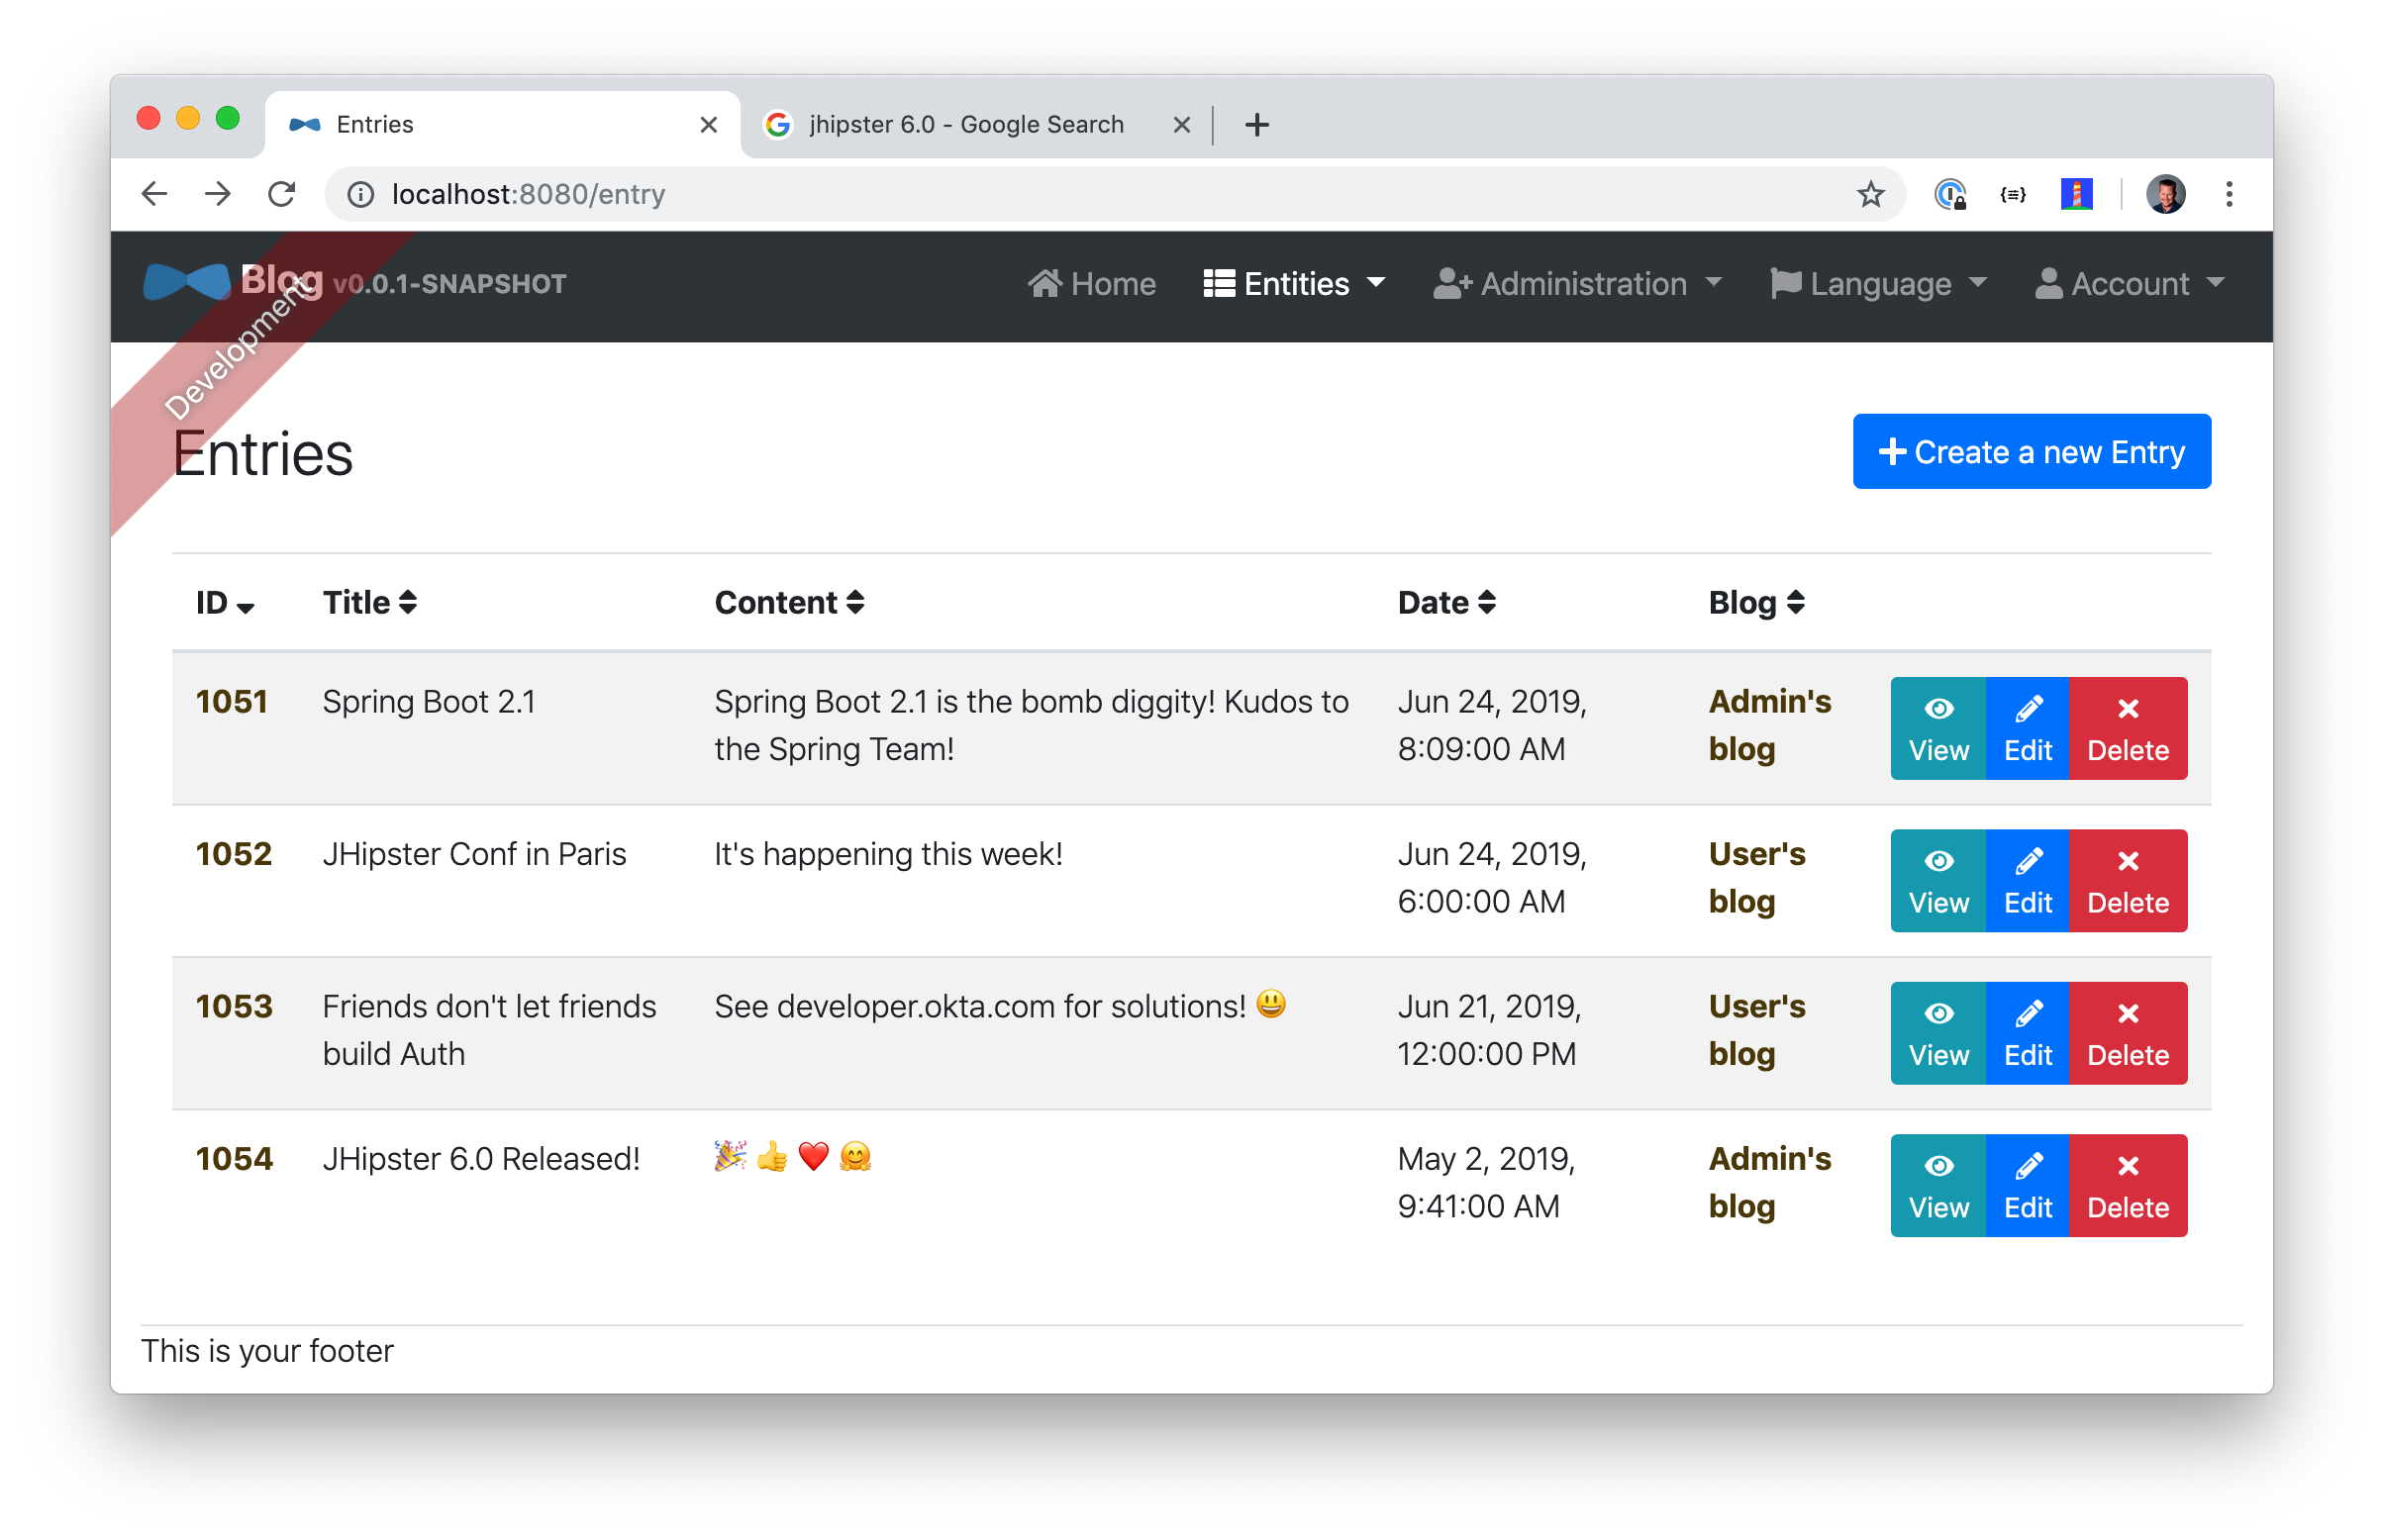 Entries
jhipster 6.0 - Google Search
localhost:8080/entry
Blog v0.0.1-SNAPSHOT
Home
Entities
Administration
Language
Account
Development
Entries
Create a new Entry
ID Title Content Date Blog
1051 Spring Boot 2.1 Spring Boot 2.1 is the bomb diggity! Kudos to Jun 24, 2019, Admin's
the Spring Team! 8:09:00 AM blog View Edit Delete
1052 JHipster Conf in Paris It's happening this week! Jun 24, 2019, User's
6:00:00 AM blog View Edit Delete
1053 Friends don't let friends See developer.okta.com for solutions! 😃 Jun 21, 2019, User's
build Auth 12:00:00 PM blog View Edit Delete
1054 JHipster 6.0 Released! 🎉 👍 ❤️ 🤗 May 2, 2019, Admin's
9:41:00 AM blog View Edit Delete
This is your footer